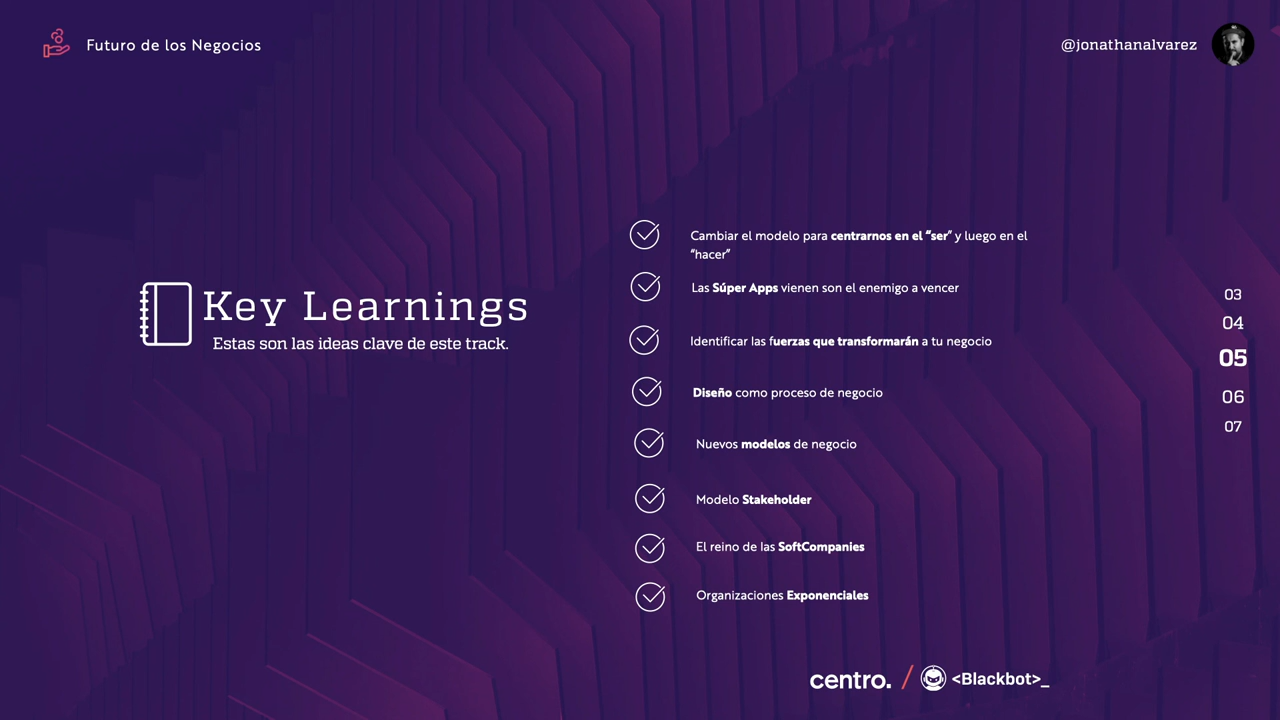 Futuro de los Negocios
@jonathanalvarez
Key Learnings
Estas son las ideas clave de este track.
Cambiar el modelo para centrarnos en el “ser” y luego en el
“hacer”
Las Súper Apps vienen son el enemigo a vencer
Identificar las fuerzas que transformarán a tu negocio
Diseño como proceso de negocio
Nuevos modelos de negocio
Modelo Stakeholder
El reino de las SoftCompanies
Organizaciones Exponenciales
03
04
05
06
07
centro. / <Blackbot>_